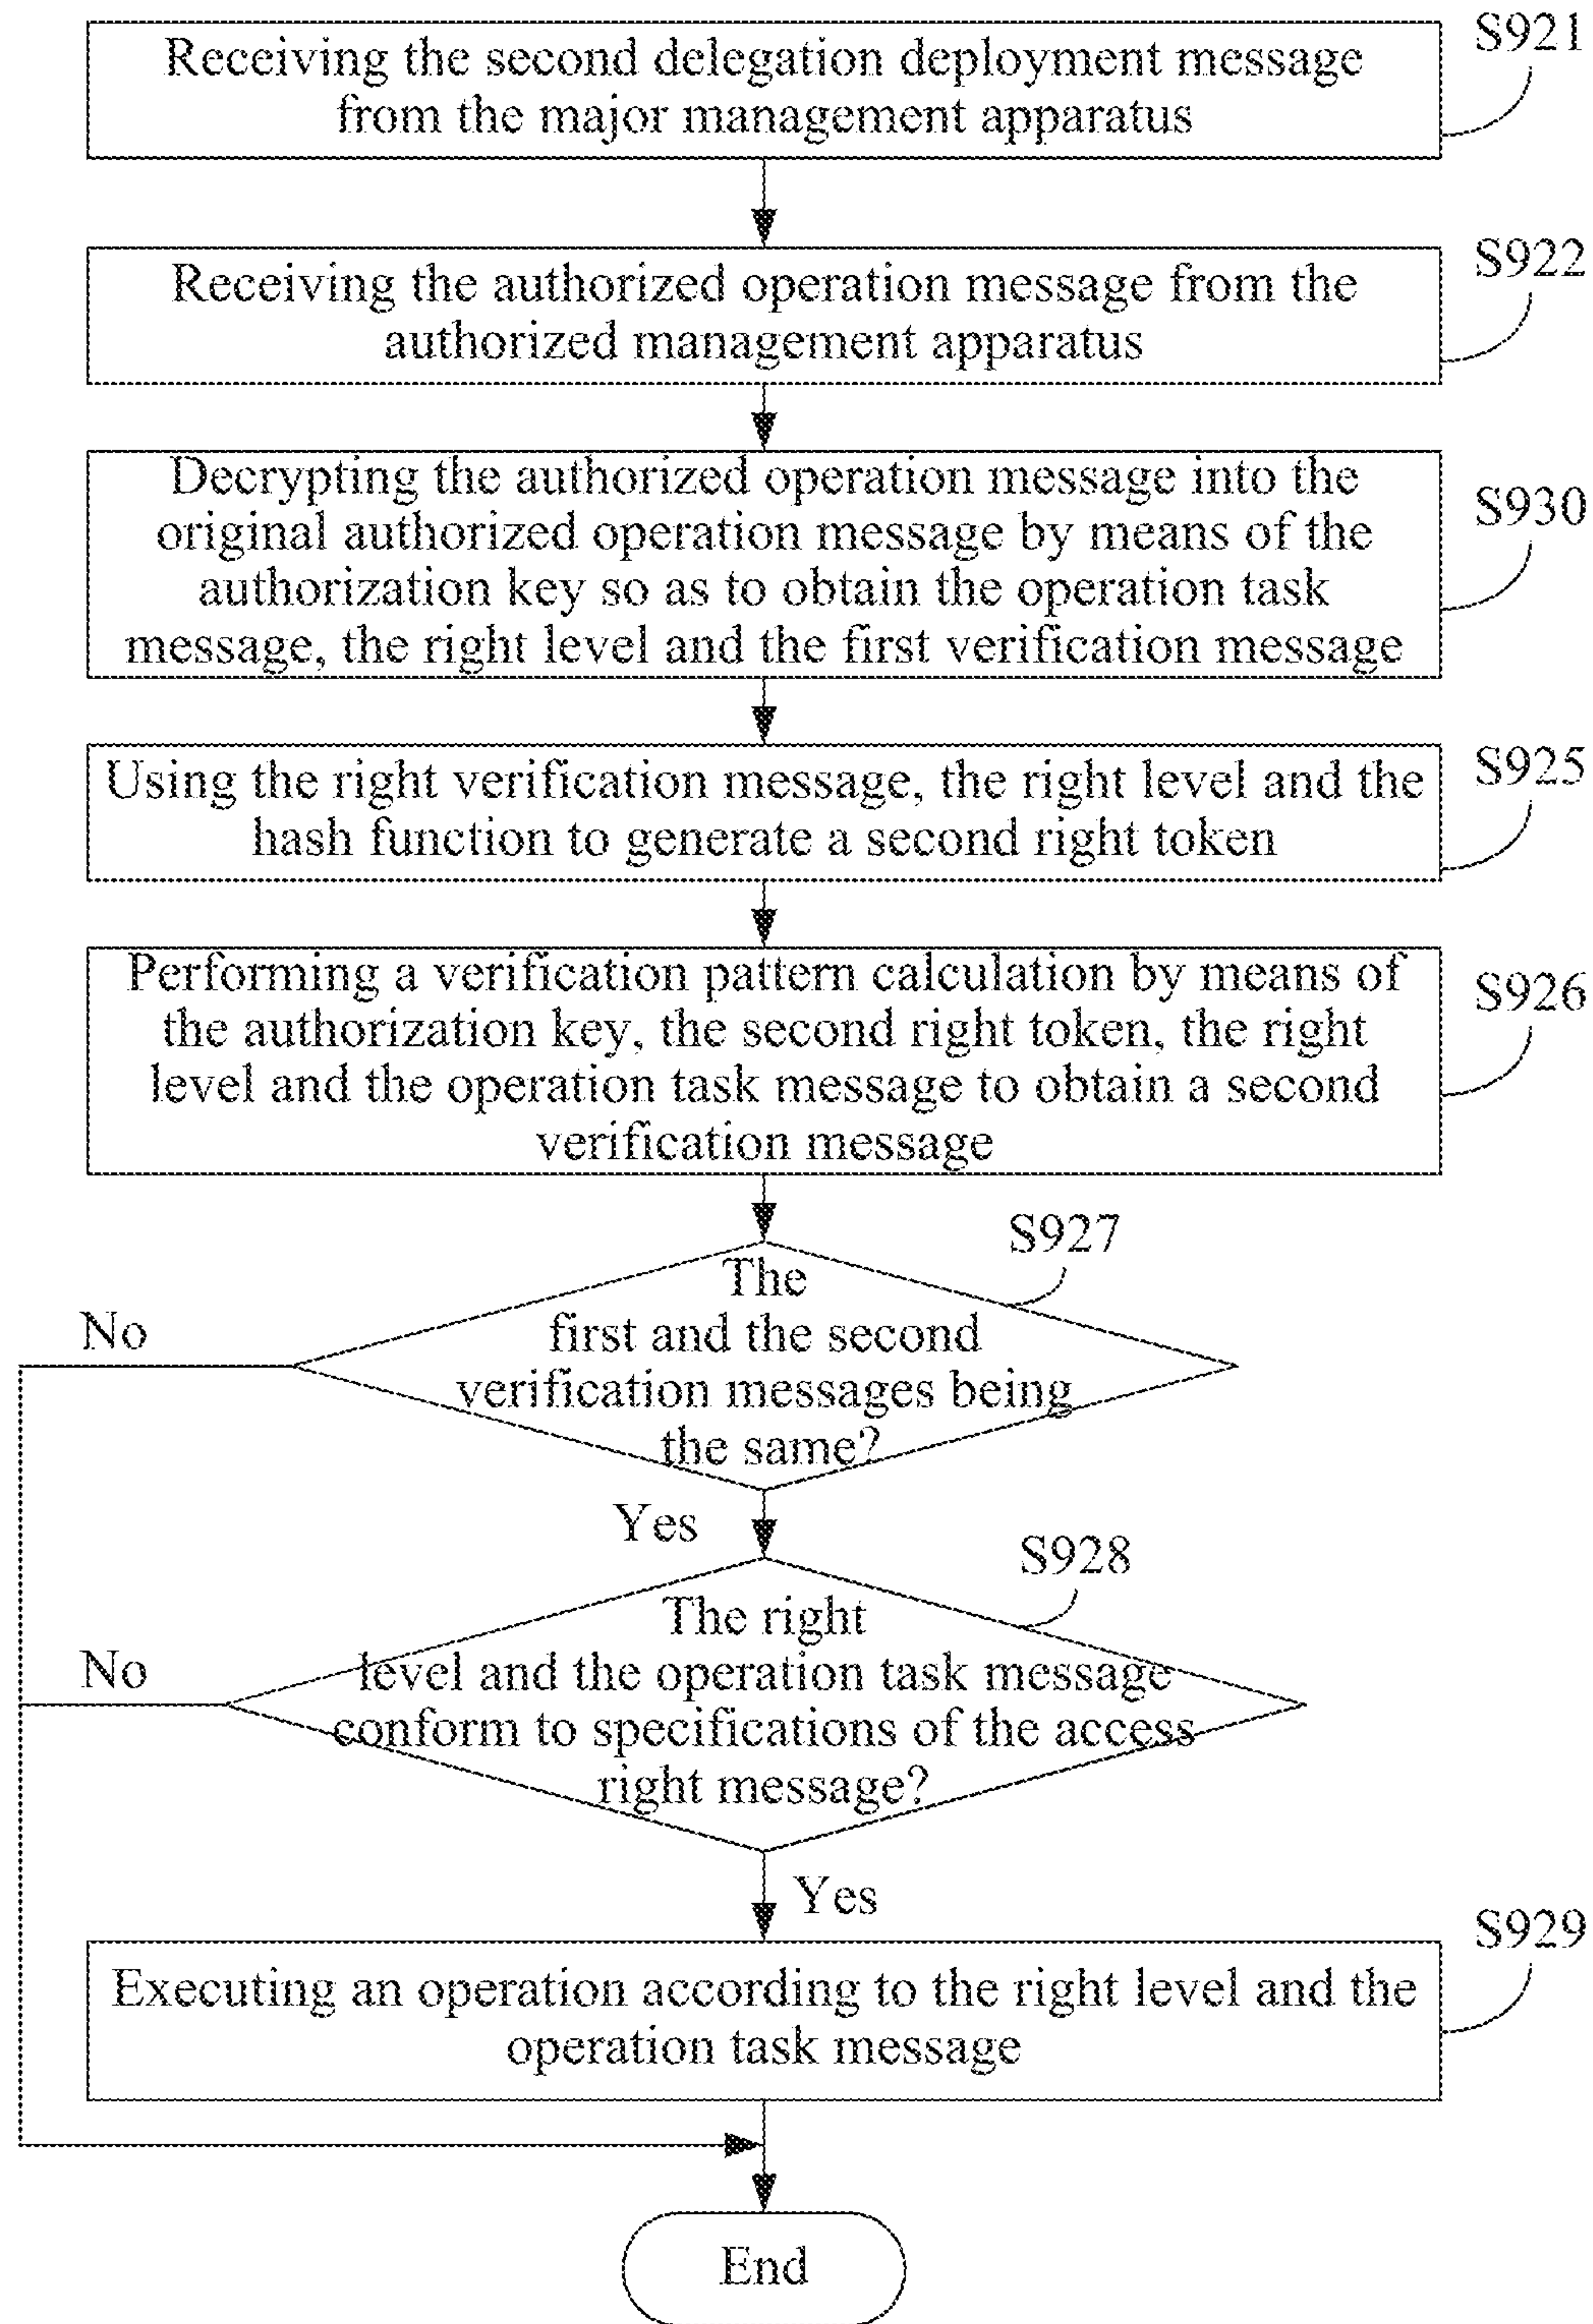 Receiving the second delegation deployment message
from the major management apparatus
S921
Receiving the authorized operation message from the
authorized management apparatus
S922
Decrypting the authorized operation message into the
original authorized operation message by means of the
authorization key so as to obtain the operation task
message, the right level and the first verification message
S930
Using the right verification message, the right level and the
hash function to generate a second right token
S925
Performing a verification pattern calculation by means of
the authorization key, the second right token, the right
level and the operation task message to obtain a second
verification message
S926
S927
The
first and the second
verification messages being
the same?
No
Yes
S928
The right
level and the operation task message
conform to specifications of the access
right message?
No
Yes
S929
Executing an operation according to the right level and the
operation task message
End